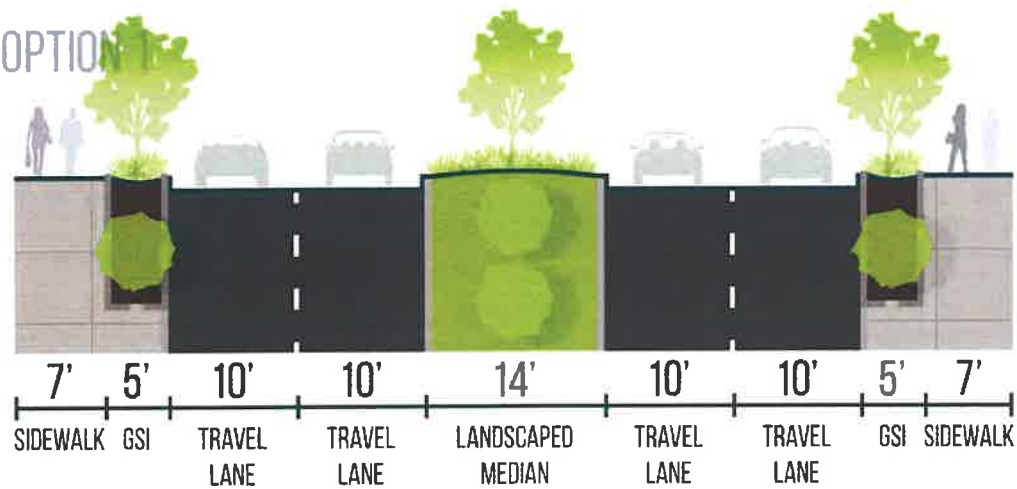 OPTION 1
7' 5' 10' 10' 14' 10' 10' 5' 7'
SIDEWALK GSI TRAVEL LANE TRAVEL LANE LANDSCAPED MEDIAN TRAVEL LANE TRAVEL LANE GSI SIDEWALK